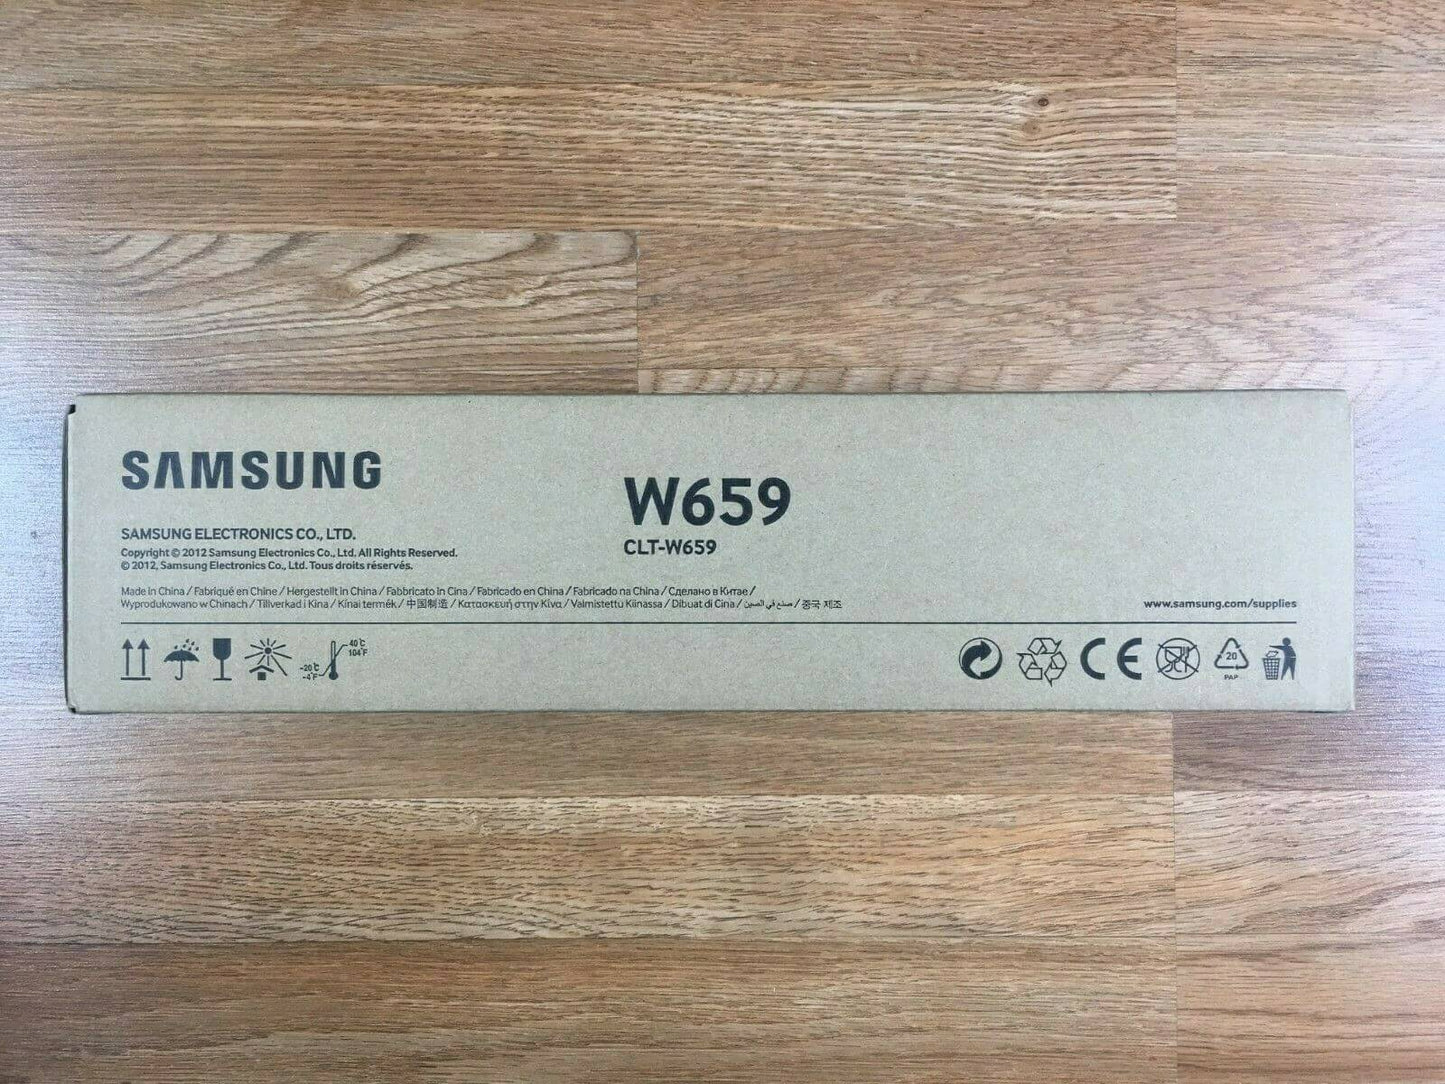 SAMSUNG
W659
CLT-W659
SAMSUNG ELECTRONICS CO., LTD.
Copyright © 2012 Samsung Electronics Co., Ltd. All Rights Reserved.
© 2012, Samsung Electronics Co., Ltd. Tous droits réservés.
Made in China / Fabriqué en Chine / Hergestellt in China / Fabbricato in Cina / Fabricado en China / Fabricado na China / Сделано в Китае /
Wyprodukowano w Chinach / Tillverkad i Kina / Kínai termék / 中国制造 / Κατασκευή στην Κίνα / Valmistettu Kiinassa / Dibuat di Cina / صنع في الصين / 중국 제조
www.samsung.com/supplies
40°C
104°F
-20°C
-4°F
CE
20
PAP